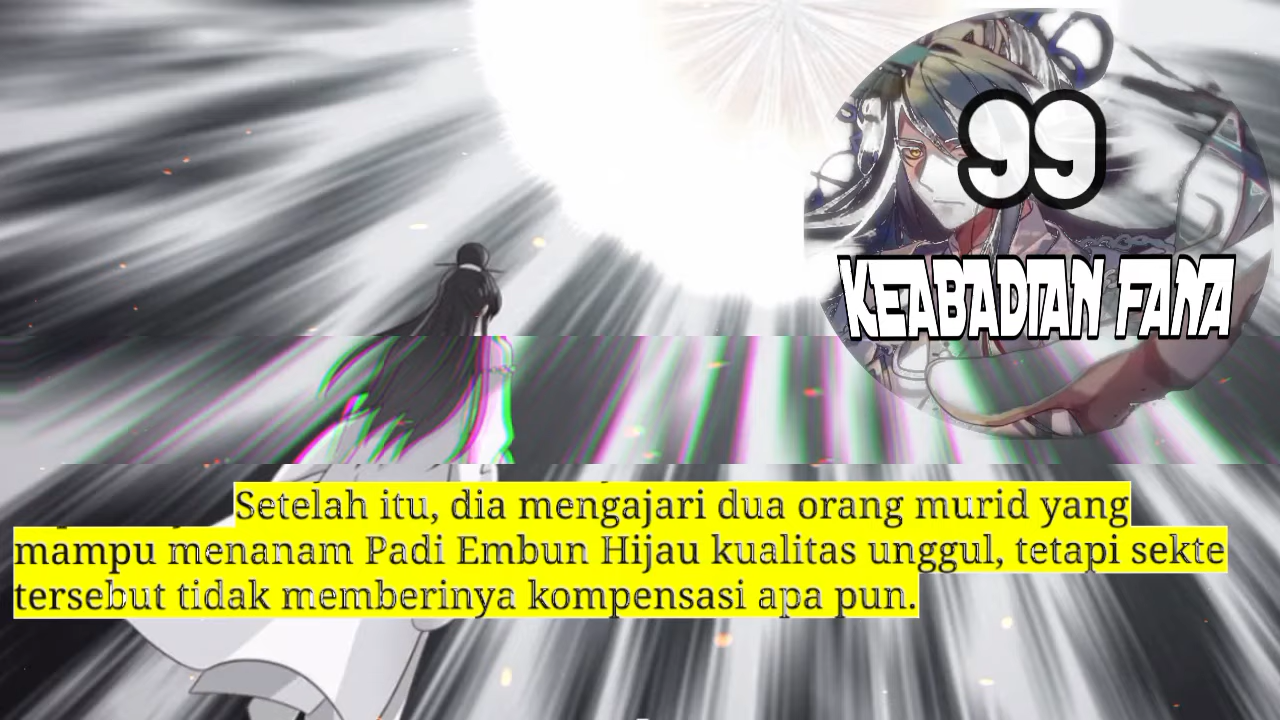 99
KEABADIAN FANA
Setelah itu, dia mengajari dua orang murid yang
mampu menanam Padi Embun Hijau kualitas unggul, tetapi sekte
tersebut tidak memberinya kompensasi apa pun.